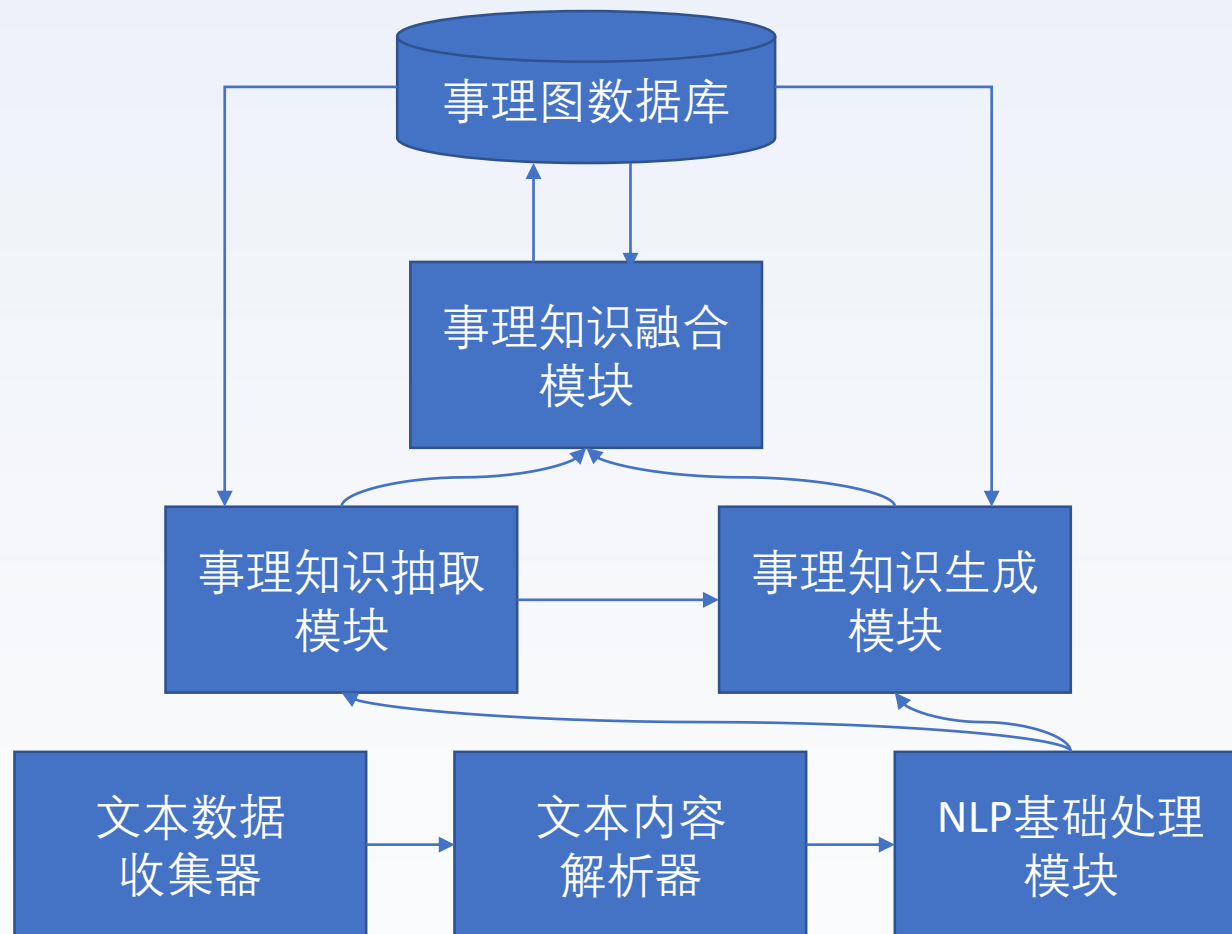 事理图数据库
事理知识融合
模块
事理知识抽取
模块
事理知识生成
模块
文本数据
收集器
文本内容
解析器
NLP基础处理
模块